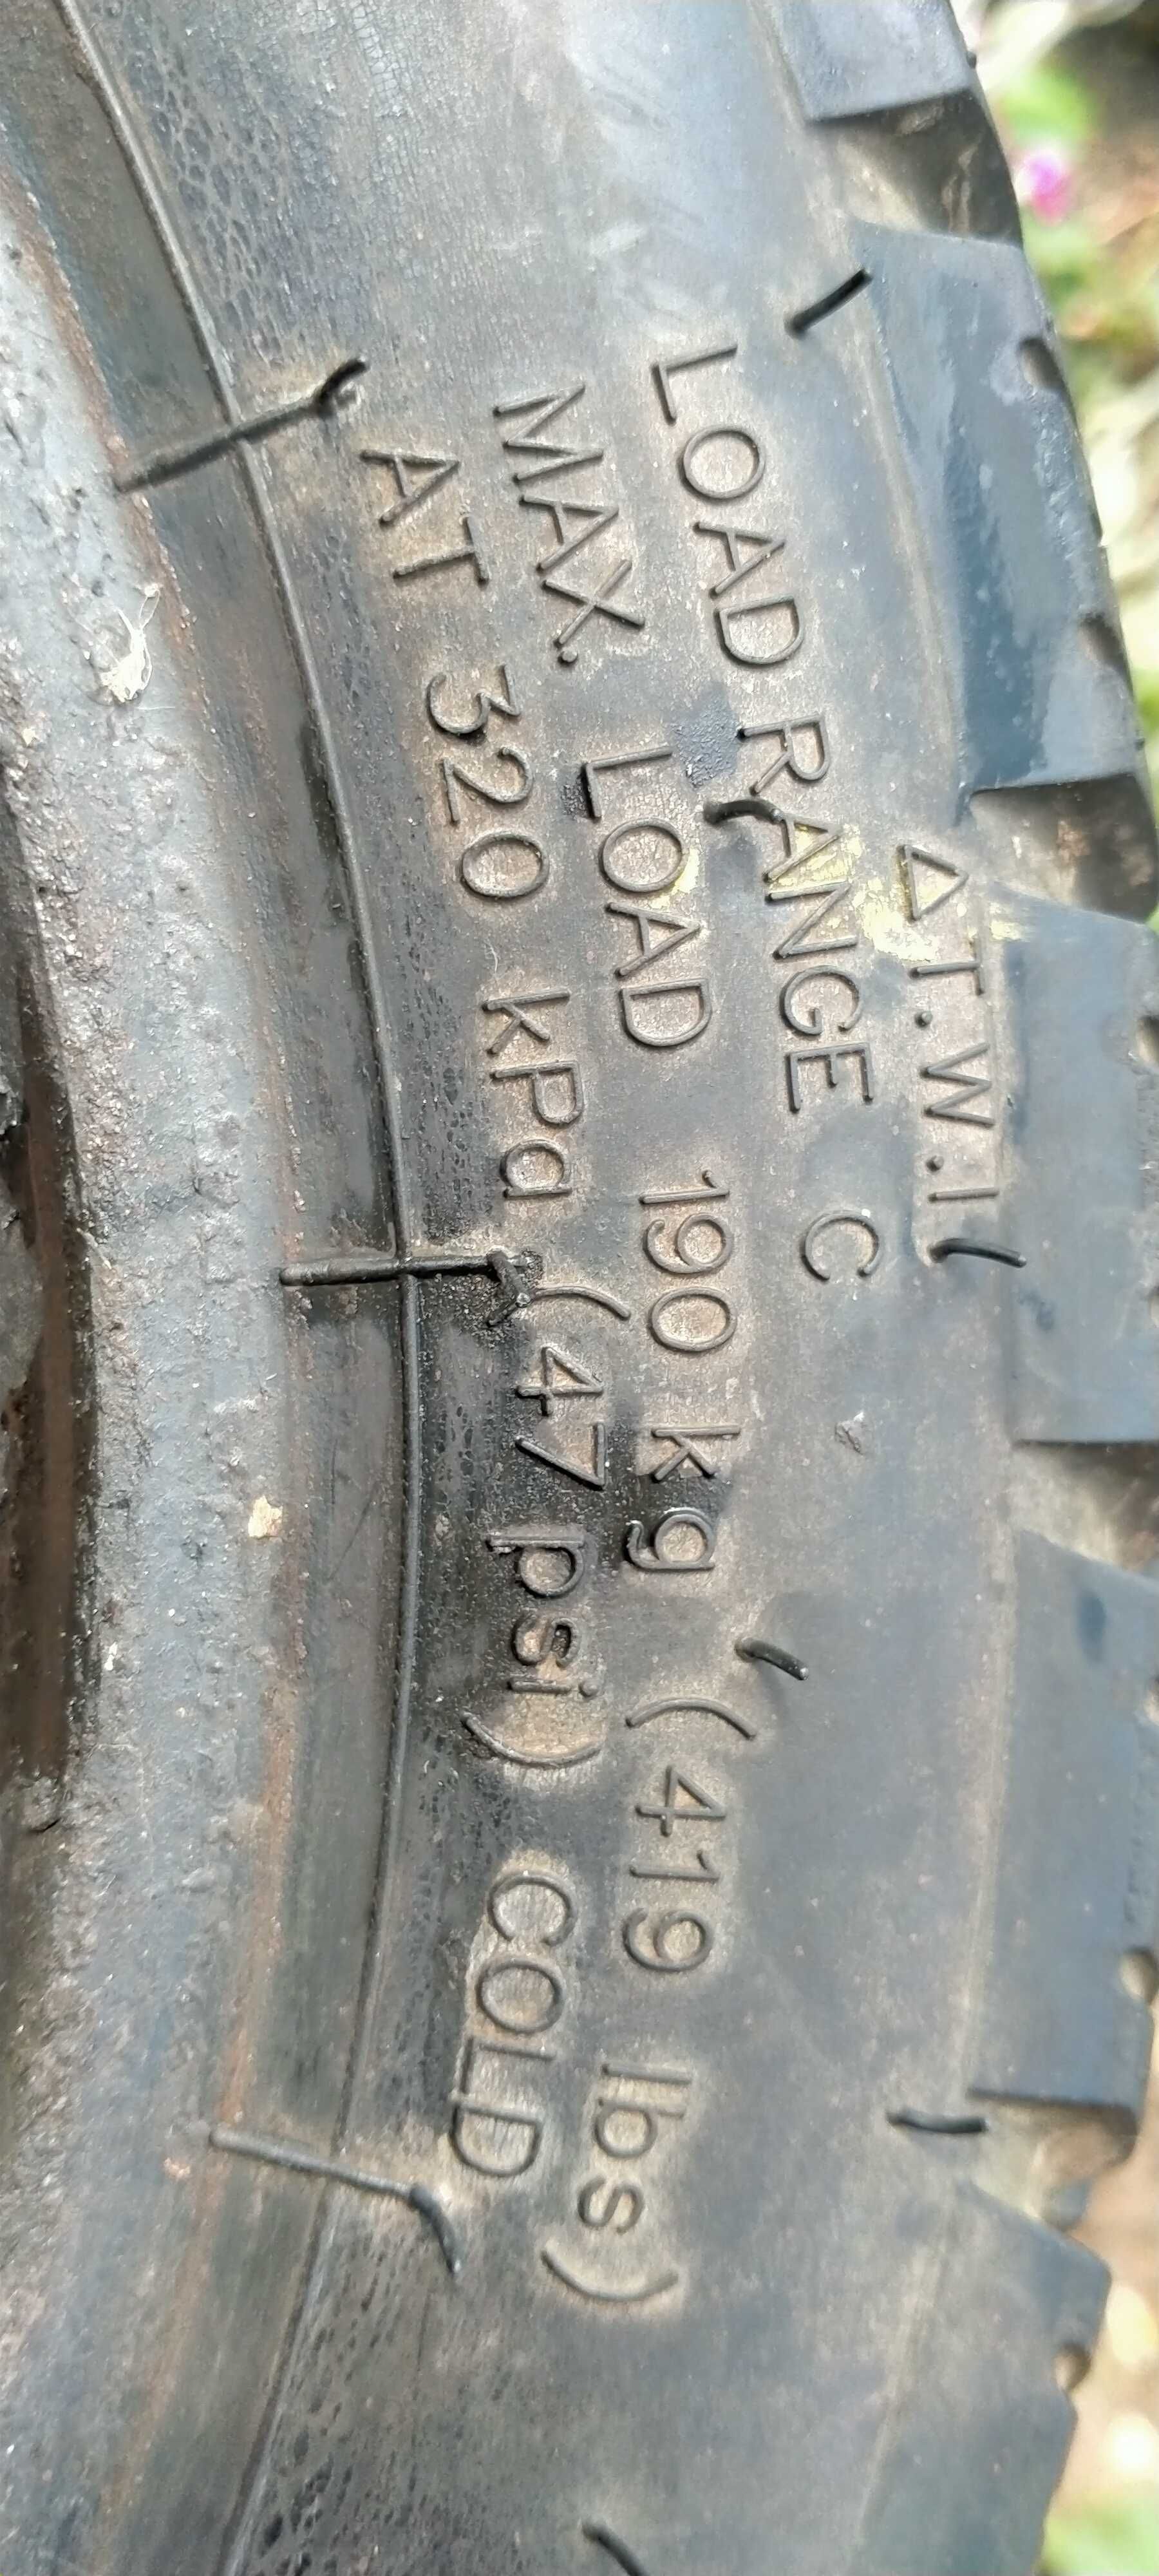 △T.W.I
LOAD RANGE C
MAX. LOAD 190 kg (419 lbs)
AT 320 kPa (47 psi) COLD